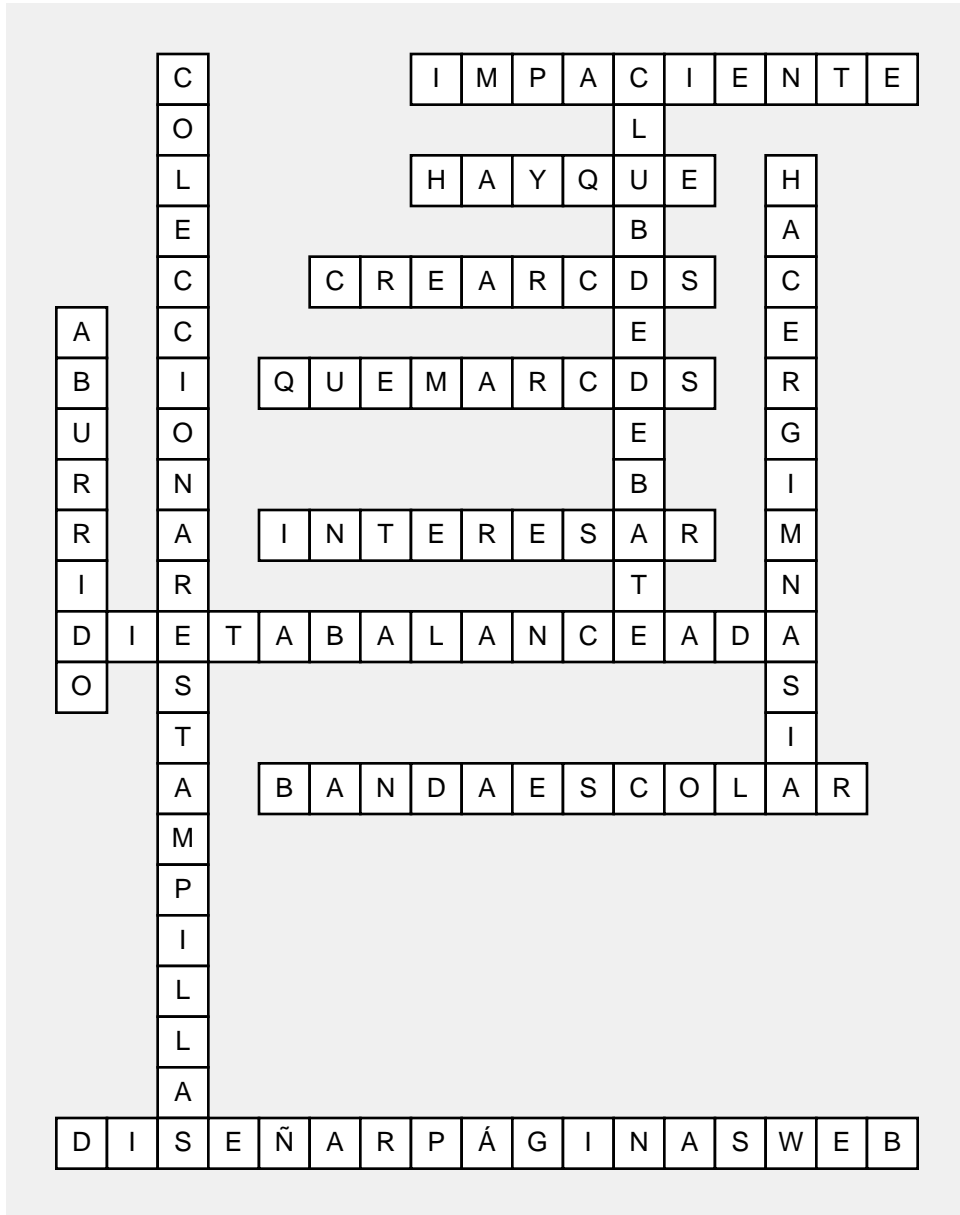 COLECCIONARESTAMPILLAS
IMPACIENTE
CLUBDEDEBATE
HAYQUE
HACERGIMNASIA
CREARCDS
ABURRIDO
QUEMARCDS
INTERESAR
DIETABALANCEADA
BANDAESCOLAR
DISEÑARPÁGINASWEB